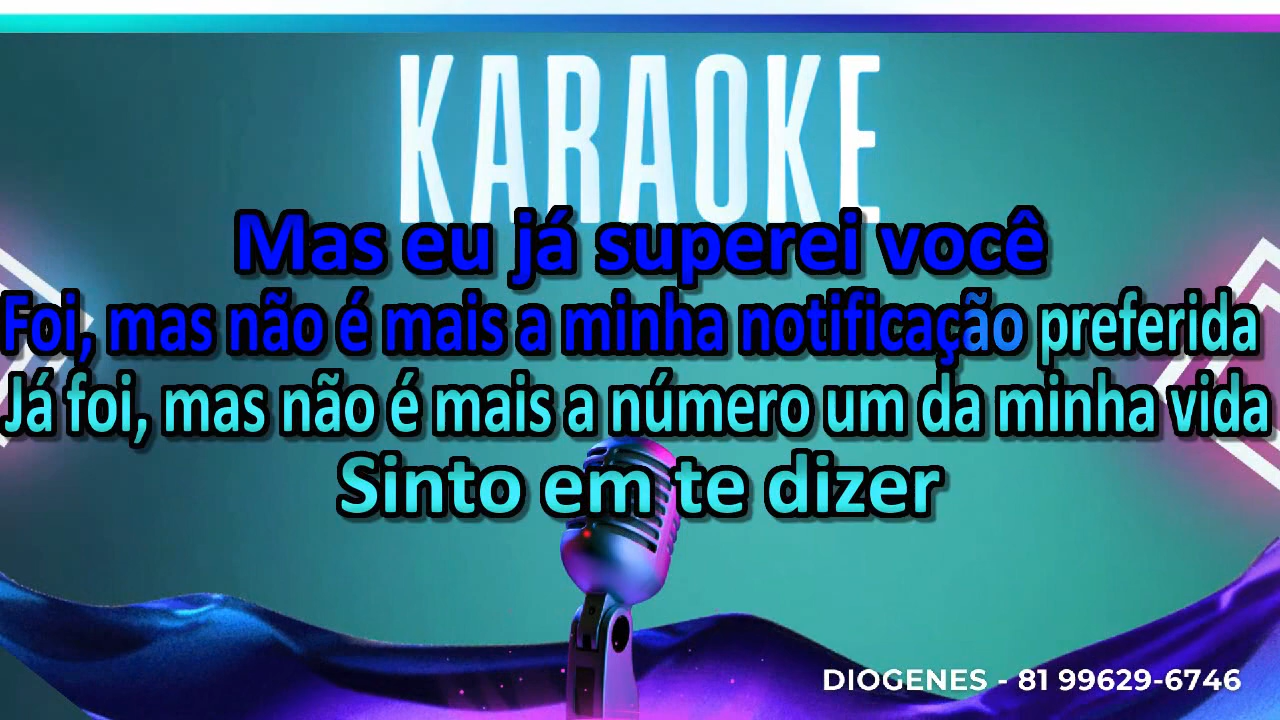 KARAOKE
Mas eu já superei você
Foi, mas não é mais a minha notificação preferida
Já foi, mas não é mais a número um da minha vida
Sinto em te dizer
DIOGENES - 81 99629-6746